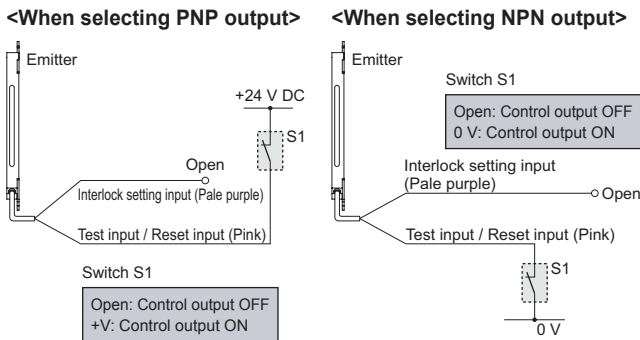 <When selecting PNP output>
Emitter
+24 V DC
S1
Open
Interlock setting input (Pale purple)
Test input / Reset input (Pink)
Switch S1
Open: Control output OFF
+V: Control output ON
<When selecting NPN output>
Emitter
Switch S1
Open: Control output OFF
0 V: Control output ON
Interlock setting input
(Pale purple)
Open
Test input / Reset input (Pink)
S1
0 V